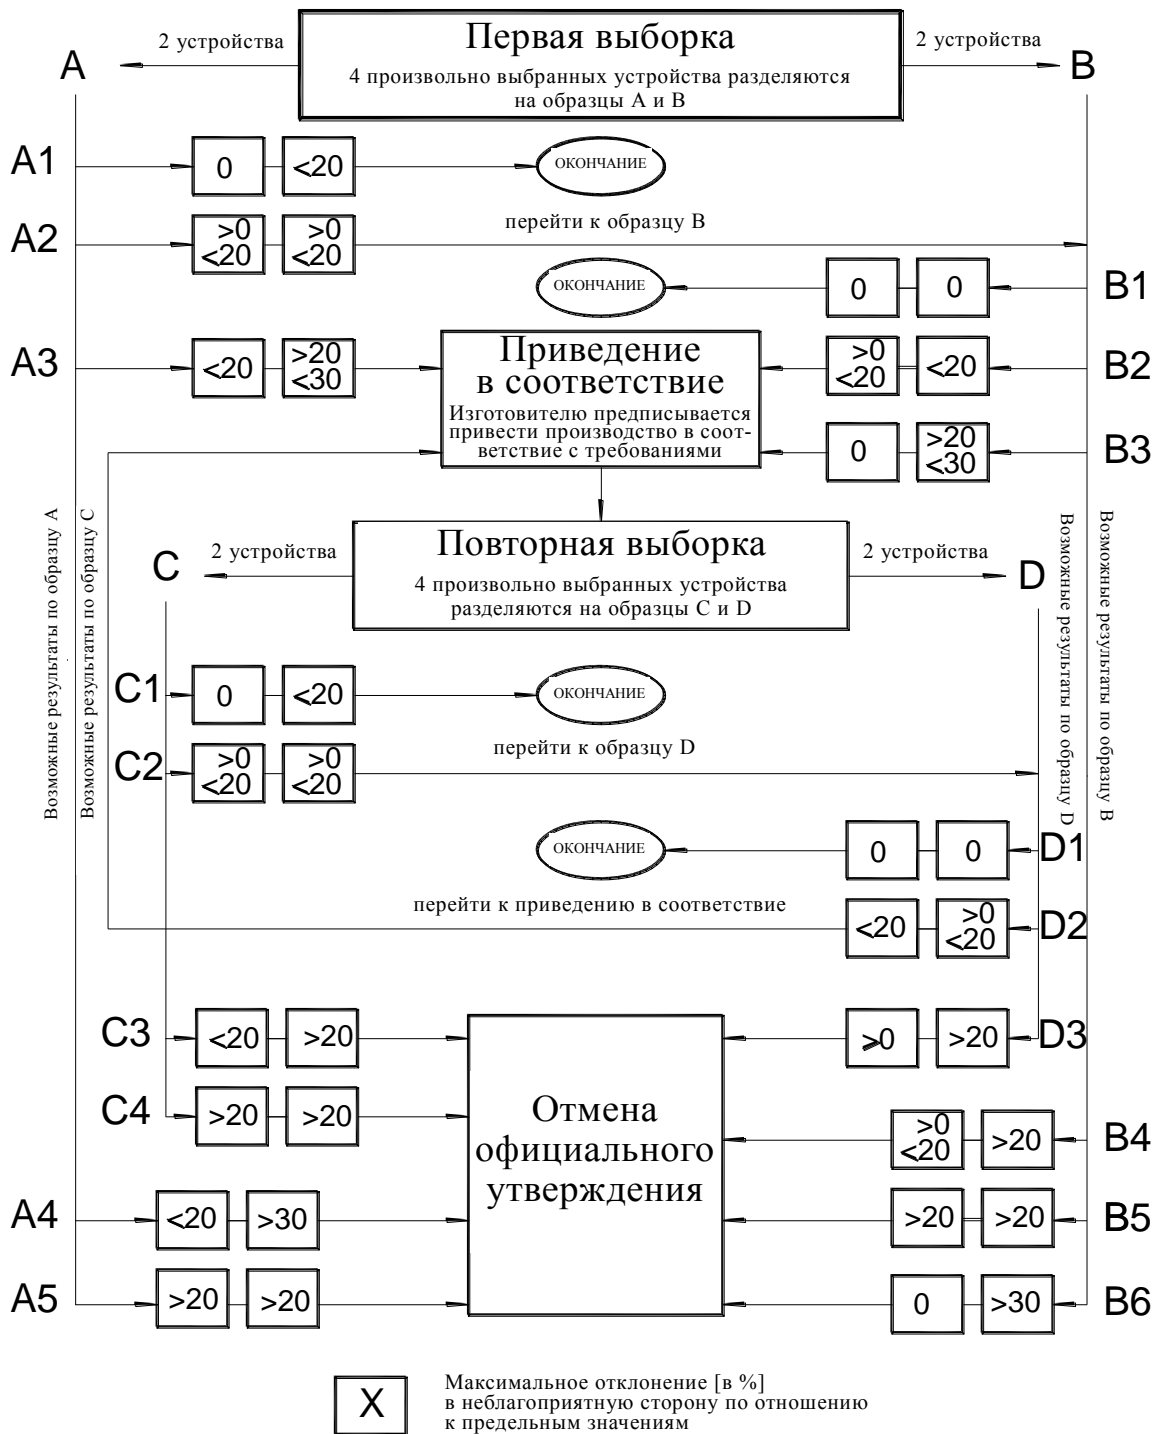 Первая выборка
4 произвольно выбранных устройства разделяются
на образцы А и В
2 устройства
2 устройства
A
B
A1
0
<20
ОКОНЧАНИЕ
перейти к образцу В
A2
>0
<20
>0
<20
ОКОНЧАНИЕ
0
0
B1
A3
<20
>20
<30
Приведение
в соответствие
Изготовителю предписывается
привести производство в соот-
ветствие с требованиями
>0
<20
<20
B2
0
>20
<30
B3
Возможные результаты по образцу А
Возможные результаты по образцу С
Возможные результаты по образцу D
Возможные результаты по образцу В
C
2 устройства
Повторная выборка
4 произвольно выбранных устройства
разделяются на образцы С и D
2 устройства
D
C1
0
<20
ОКОНЧАНИЕ
перейти к образцу D
C2
>0
<20
>0
<20
ОКОНЧАНИЕ
0
0
D1
перейти к приведению в соответствие
<20
>0
<20
D2
C3
<20
>20
>0
>20
D3
C4
>20
>20
Отмена
официального
утверждения
>0
<20
>20
B4
A4
<20
>30
>20
>20
B5
A5
>20
>20
0
>30
B6
X
Максимальное отклонение [в %]
в неблагоприятную сторону по отношению
к предельным значениям